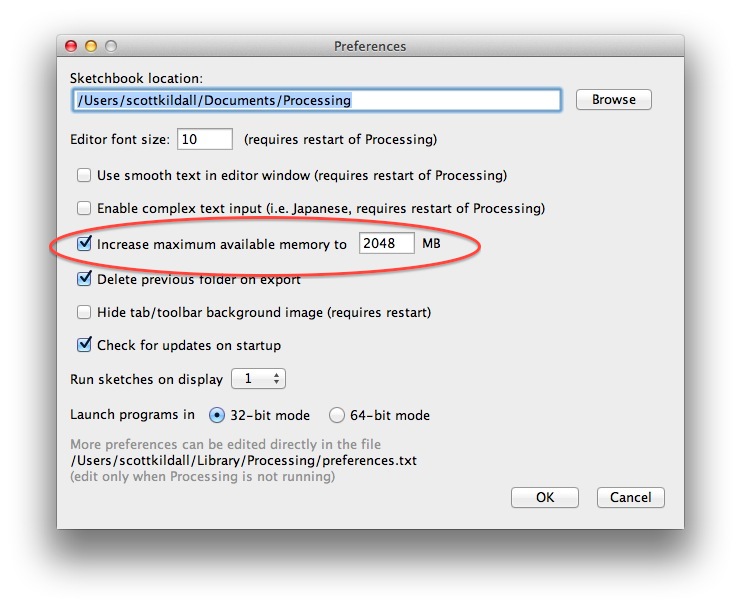 Preferences
Sketchbook location:
/Users/scottkildall/Documents/Processing Browse
Editor font size: 10 (requires restart of Processing)
Use smooth text in editor window (requires restart of Processing)
Enable complex text input (i.e. Japanese, requires restart of Processing)
Increase maximum available memory to 2048 MB
Delete previous folder on export
Hide tab/toolbar background image (requires restart)
Check for updates on startup
Run sketches on display 1
Launch programs in 32-bit mode 64-bit mode
More preferences can be edited directly in the file
/Users/scottkildall/Library/Processing/preferences.txt
(edit only when Processing is not running)
OK Cancel